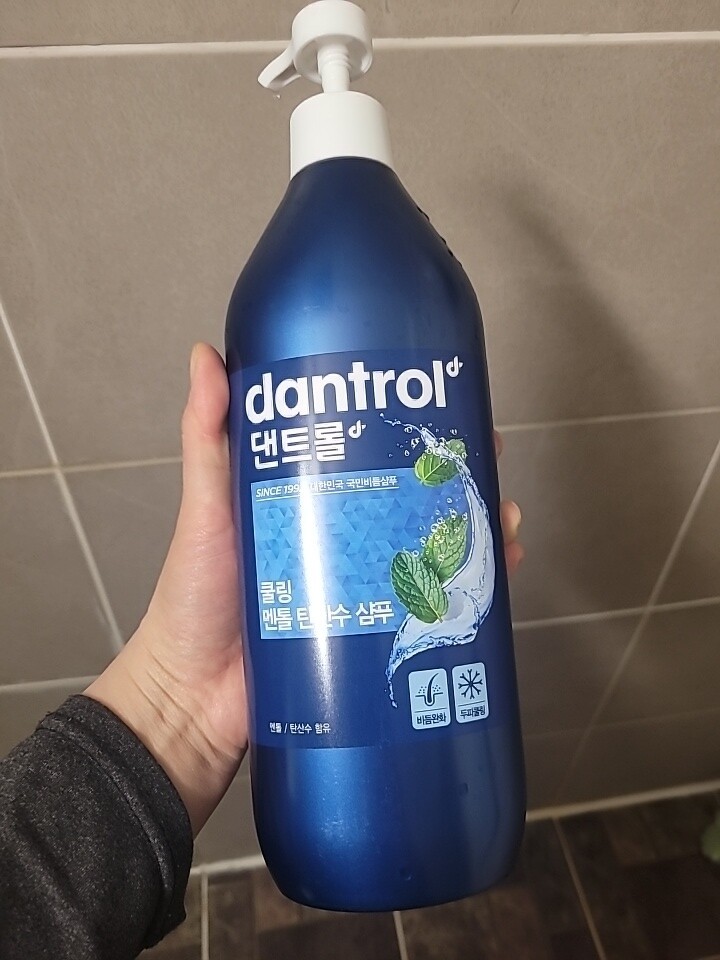 dantrol
댄트롤
SINCE 199 대한민국 국민비듬샴푸
쿨링
멘톨 탄산수 샴푸
멘톨 / 탄산수 함유
비듬완화
두피쿨링